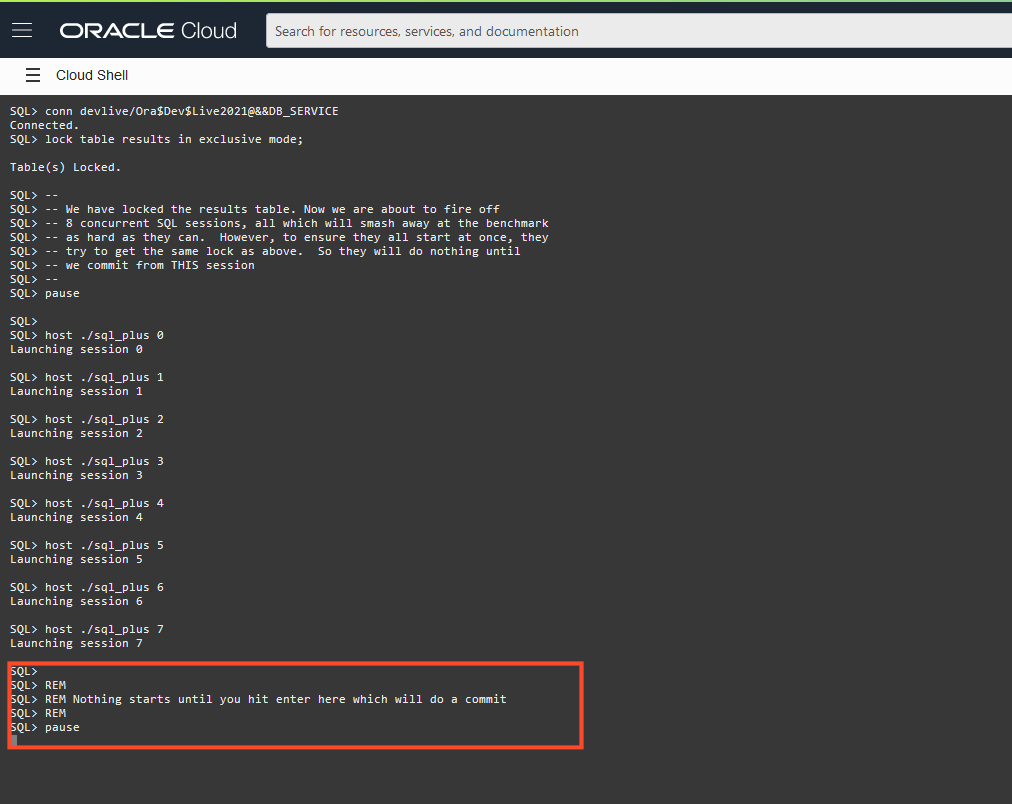 ORACLE Cloud
Search for resources, services, and documentation
Cloud Shell
SQL> conn devlive/Ora$Dev$Live2021@&&DB_SERVICE
Connected.
SQL> lock table results in exclusive mode;
Table(s) Locked.
SQL> --
SQL> -- We have locked the results table. Now we are about to fire off
SQL> -- 8 concurrent SQL sessions, all which will smash away at the benchmark
SQL> -- as hard as they can.  However, to ensure they all start at once, they
SQL> -- try to get the same lock as above.  So they will do nothing until
SQL> -- we commit from THIS session
SQL> --
SQL> pause
SQL>
SQL> host ./sql_plus 0
Launching session 0
SQL> host ./sql_plus 1
Launching session 1
SQL> host ./sql_plus 2
Launching session 2
SQL> host ./sql_plus 3
Launching session 3
SQL> host ./sql_plus 4
Launching session 4
SQL> host ./sql_plus 5
Launching session 5
SQL> host ./sql_plus 6
Launching session 6
SQL> host ./sql_plus 7
Launching session 7
SQL>
SQL> REM
SQL> REM Nothing starts until you hit enter here which will do a commit
SQL> REM
SQL> pause